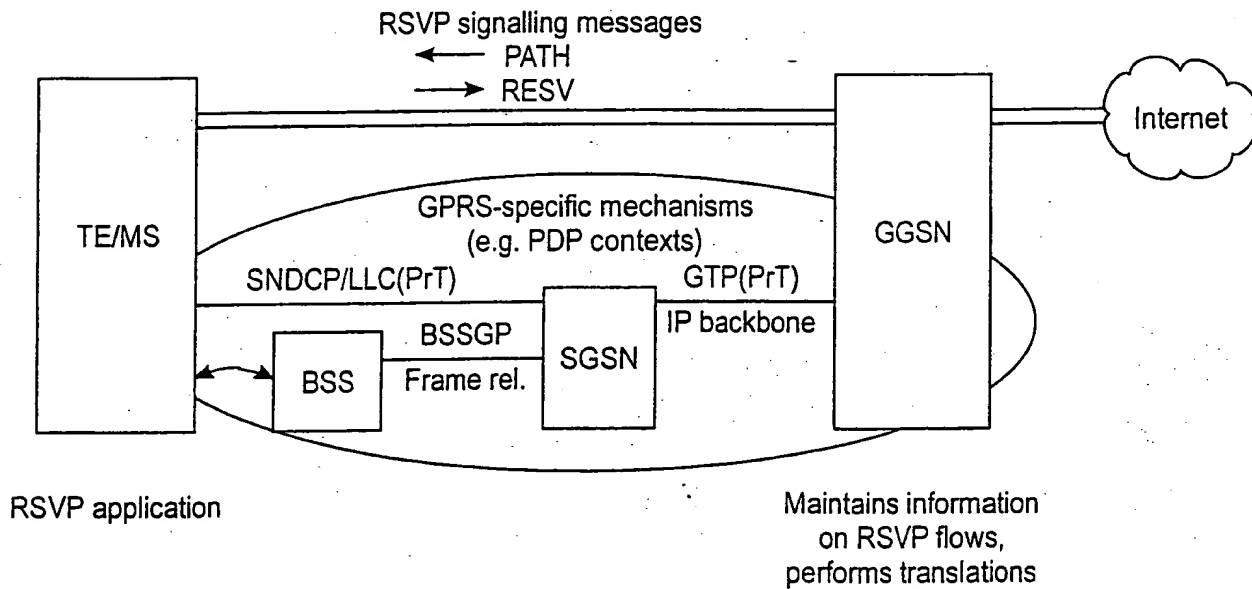 RSVP signalling messages
PATH
RESV
Internet
TE/MS
GPRS-specific mechanisms
(e.g. PDP contexts)
GGSN
SNDCP/LLC(PrT)
GTP(PrT)
IP backbone
BSSGP
SGSN
BSS
Frame rel.
RSVP application
Maintains information
on RSVP flows,
performs translations